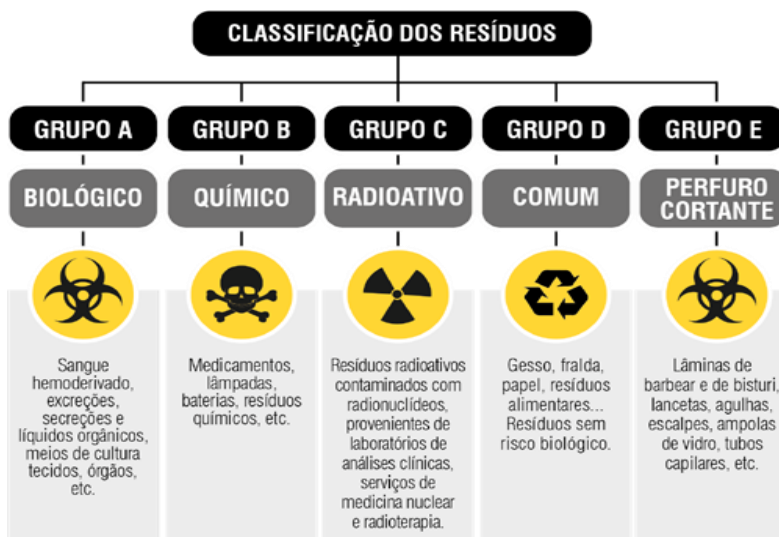 CLASSIFICAÇÃO DOS RESÍDUOS
GRUPO A
BIOLÓGICO
Sangue
hemoderivado,
excreções,
secreções e
líquidos orgânicos,
meios de cultura
tecidos, órgãos,
etc.
GRUPO B
QUÍMICO
Medicamentos,
lâmpadas,
baterias, resíduos
químicos, etc.
GRUPO C
RADIOATIVO
Resíduos radioativos
contaminados com
radionuclídeos,
provenientes de
laboratórios de
análises clínicas,
serviços de
medicina nuclear
e radioterapia.
GRUPO D
COMUM
Gesso, fralda,
papel, resíduos
alimentares...
Resíduos sem
risco biológico.
GRUPO E
PERFURO
CORTANTE
Lâminas de
barbear e de bisturi,
lancetas, agulhas,
escalpes, ampolas
de vidro, tubos
capilares, etc.